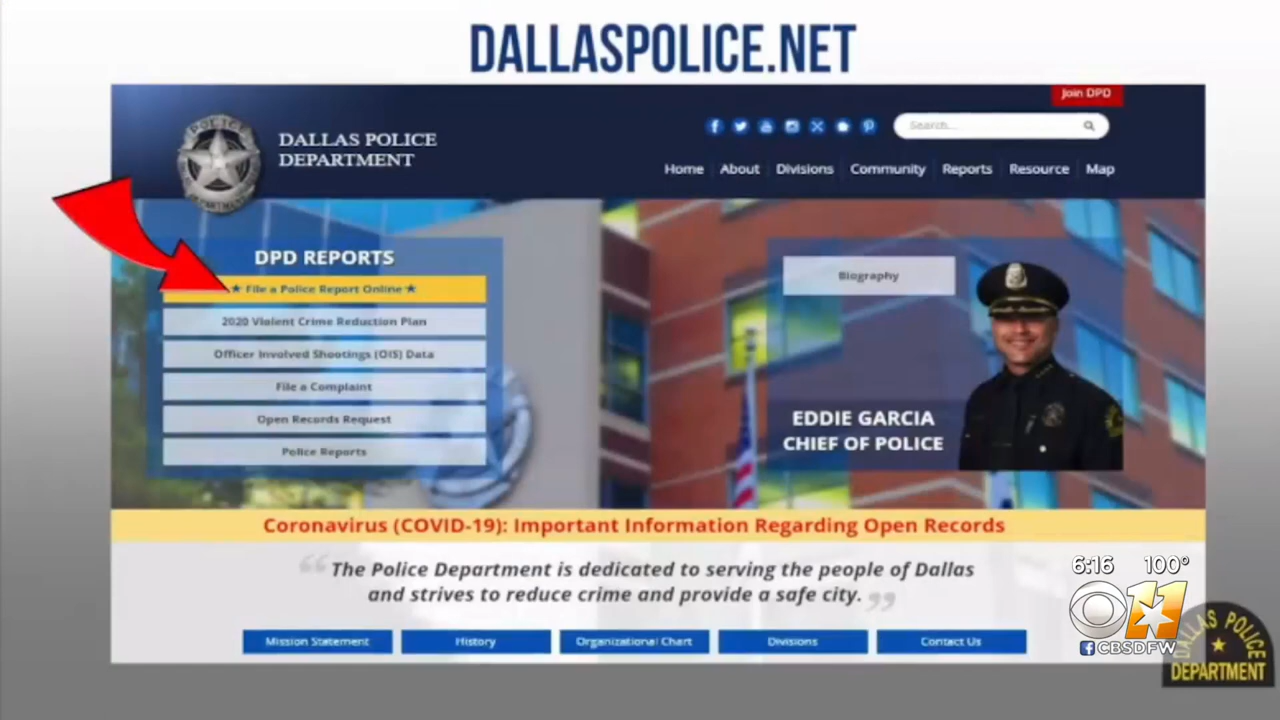 DALLASPOLICE.NET
Join DPD
POLICE
DEPARTMENT
DALLAS POLICE
DEPARTMENT
Search...
Home About Divisions Community Reports Resource Map
DPD REPORTS
★ File a Police Report Online ★
2020 Violent Crime Reduction Plan
Officer Involved Shootings (OIS) Data
File a Complaint
Open Records Request
Police Reports
Biography
EDDIE GARCIA
CHIEF OF POLICE
Coronavirus (COVID-19): Important Information Regarding Open Records
“ The Police Department is dedicated to serving the people of Dallas
and strives to reduce crime and provide a safe city. ”
Mission Statement History Organizational Chart Divisions Contact Us
6:16 100°
11
CBSDFW
DALLAS POLICE
DEPARTMENT